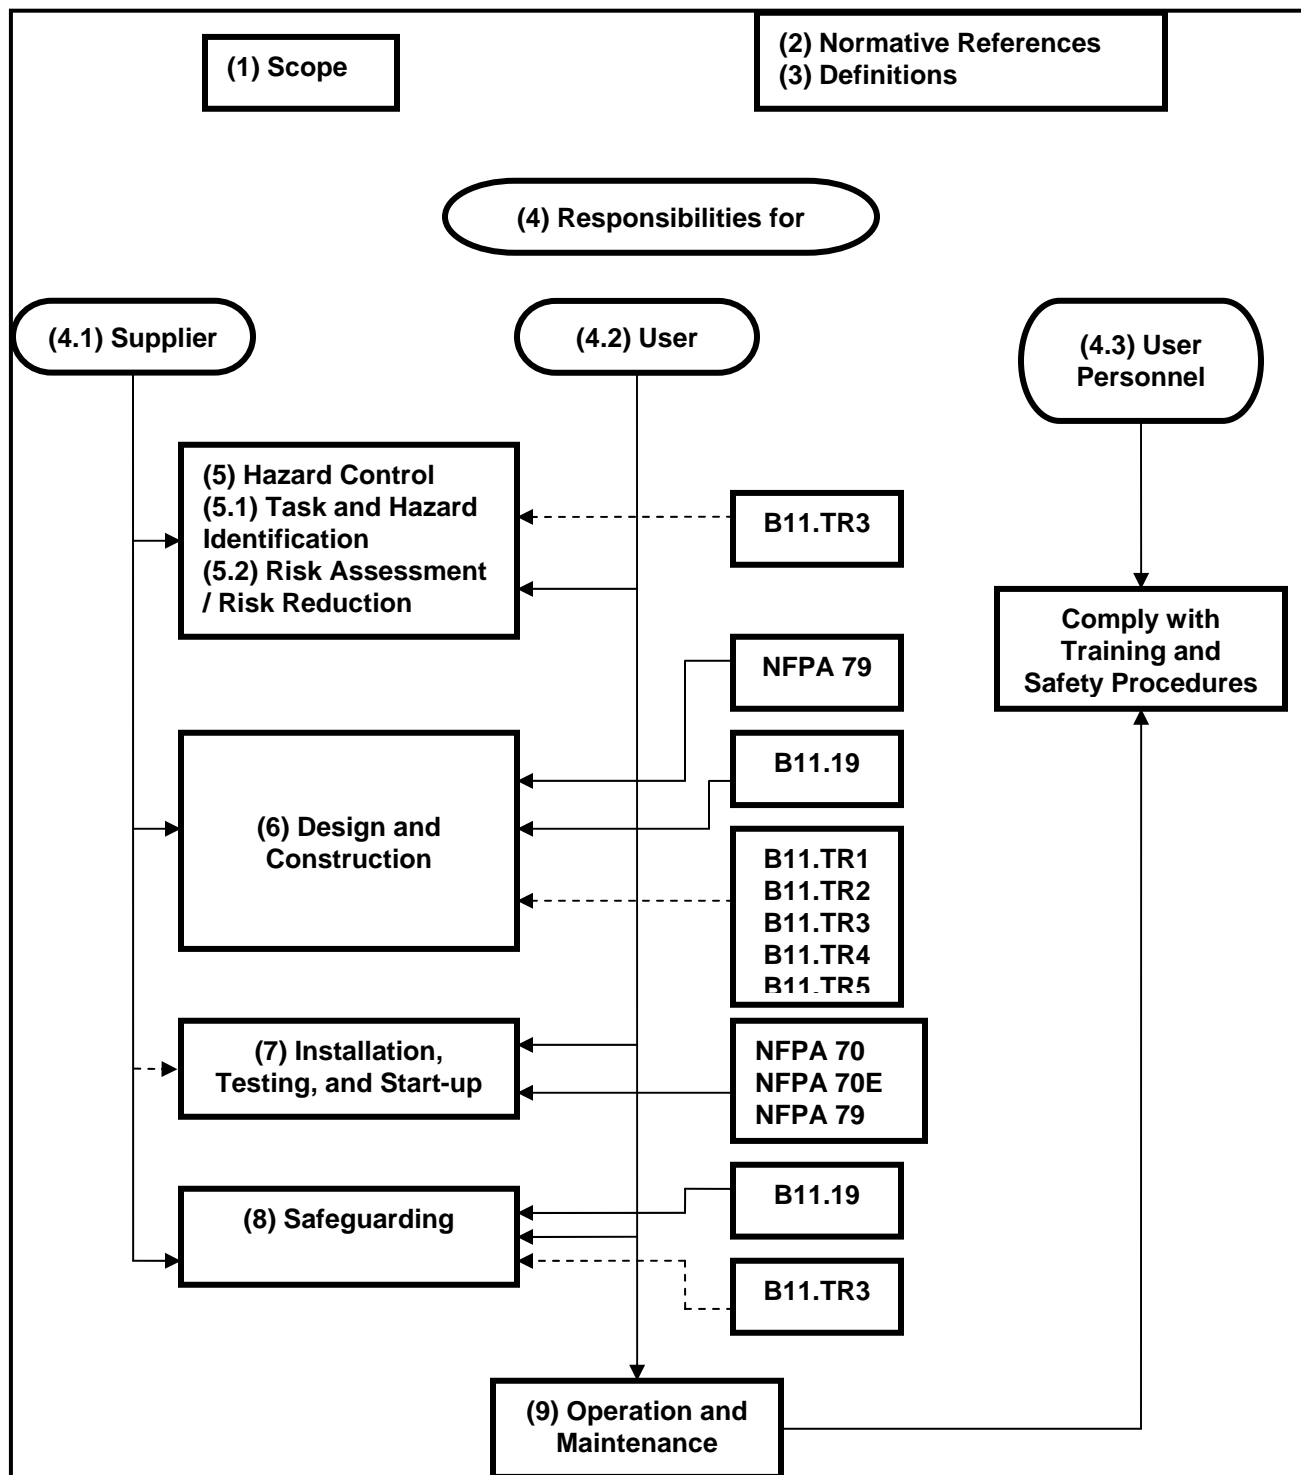 (1) Scope
(2) Normative References
(3) Definitions
(4) Responsibilities for
(4.1) Supplier
(4.2) User
(4.3) User
Personnel
(5) Hazard Control
(5.1) Task and Hazard
Identification
(5.2) Risk Assessment
/ Risk Reduction
B11.TR3
Comply with
Training and
Safety Procedures
NFPA 79
B11.19
(6) Design and
Construction
B11.TR1
B11.TR2
B11.TR3
B11.TR4
B11.TR5
(7) Installation,
Testing, and Start-up
NFPA 70
NFPA 70E
NFPA 79
(8) Safeguarding
B11.19
B11.TR3
(9) Operation and
Maintenance